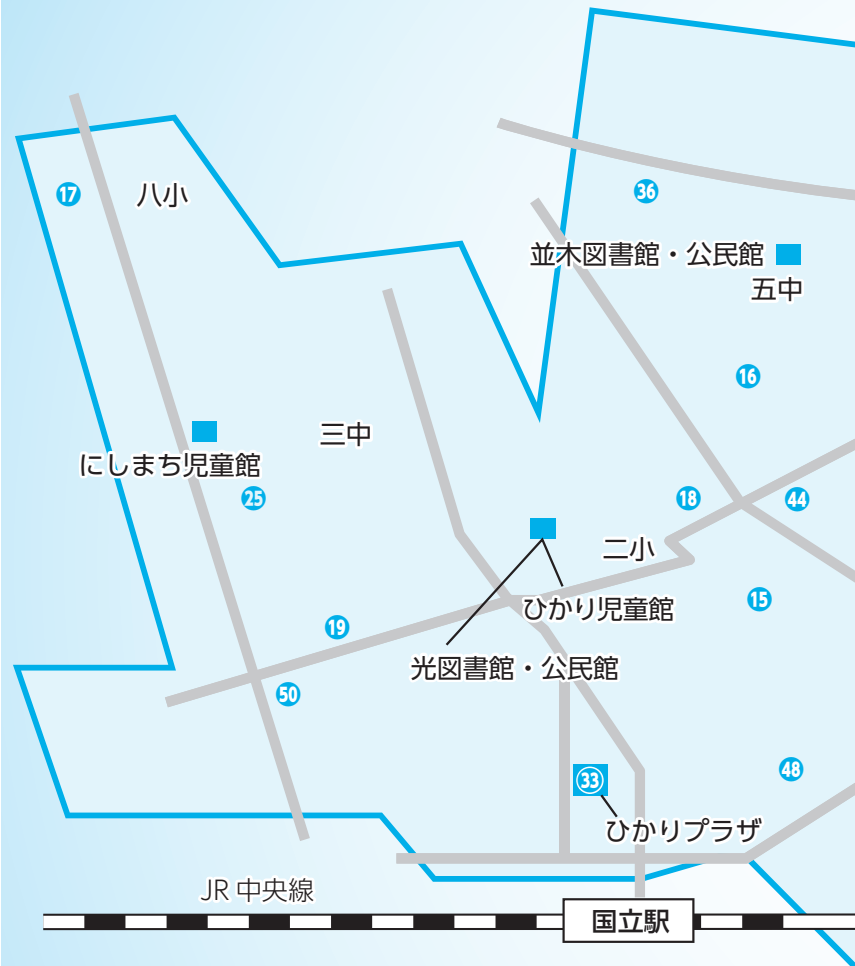 17
八小
36
並木図書館・公民館
五中
16
三中
にしまち児童館
25
18
44
二小
15
ひかり児童館
19
光図書館・公民館
50
48
33
ひかりプラザ
JR 中央線
国立駅